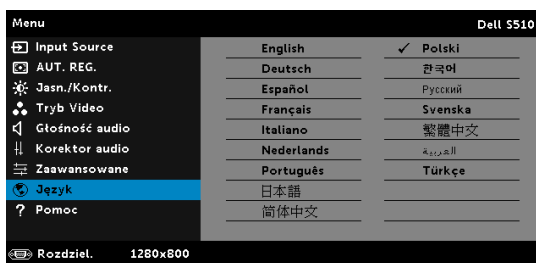 Menu
Dell S510
Input Source
AUT. REG.
Jasn./Kontr.
Tryb Video
Głośność audio
Korektor audio
Zaawansowane
Język
Pomoc
English
Deutsch
Español
Français
Italiano
Nederlands
Português
日本語
简体中文
✓ Polski
한국어
Русский
Svenska
繁體中文
العربية
Türkçe
Rozdziel. 1280x800